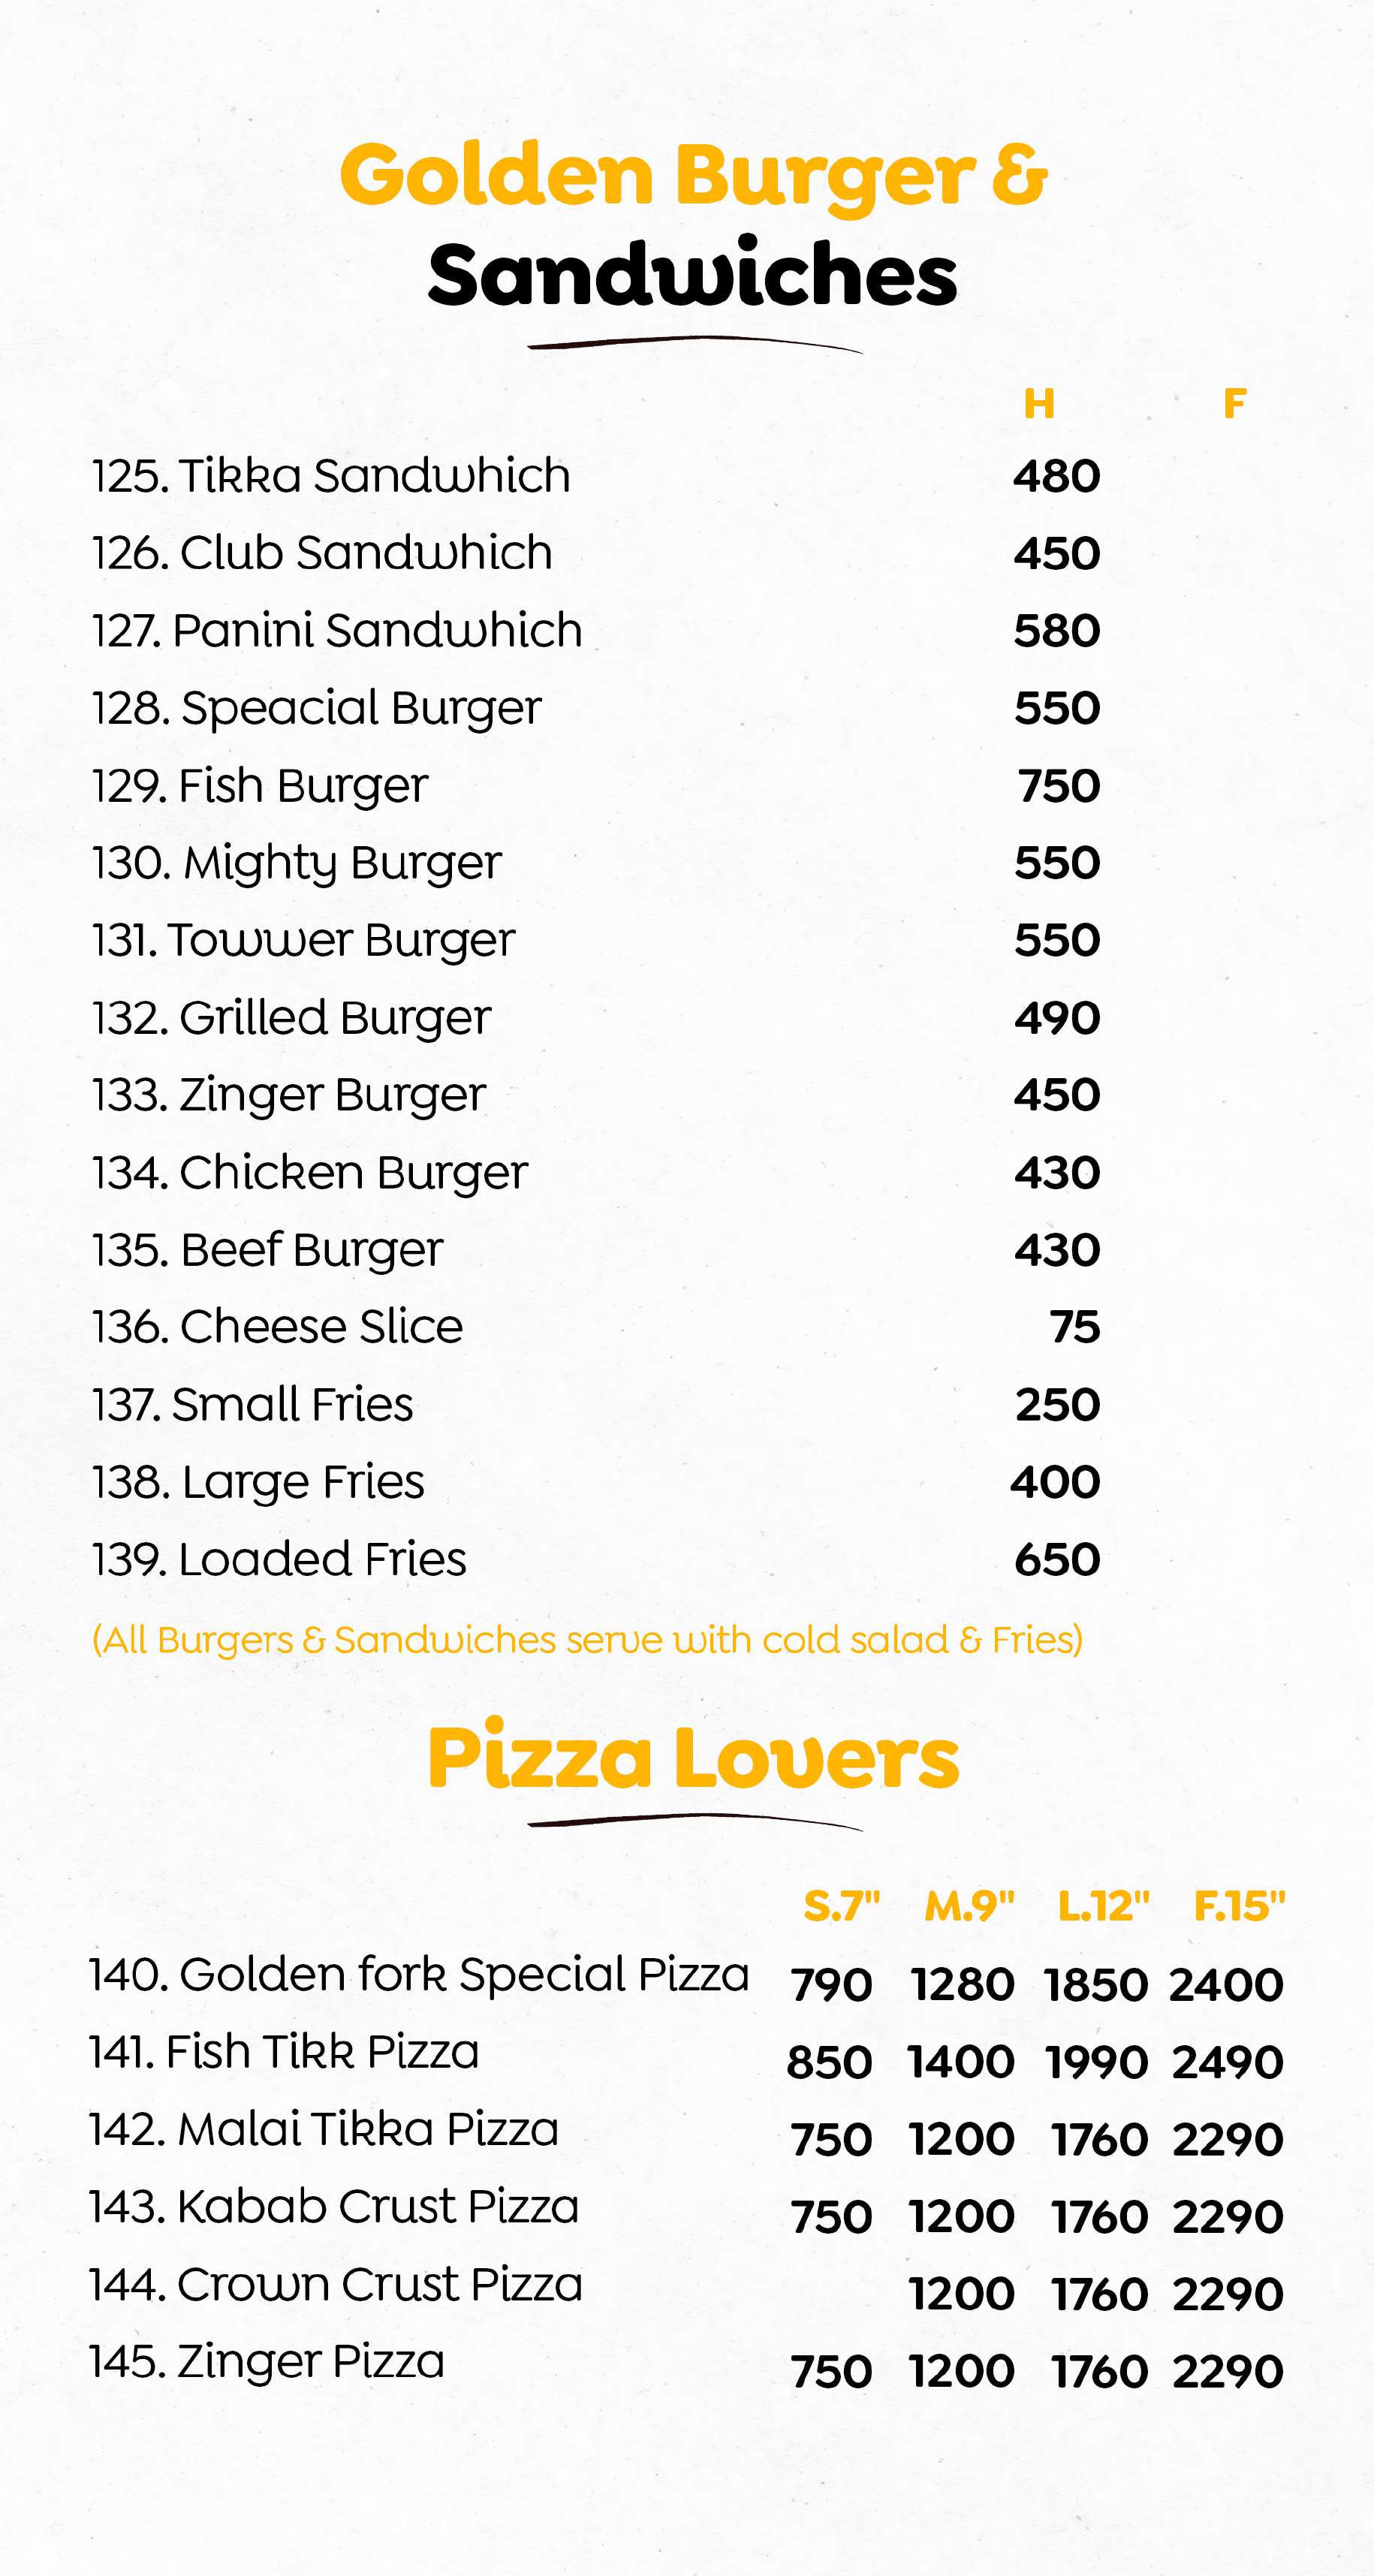 Golden Burger &
Sandwiches
H F
125. Tikka Sandwhich 480
126. Club Sandwhich 450
127. Panini Sandwhich 580
128. Speacial Burger 550
129. Fish Burger 750
130. Mighty Burger 550
131. Towwer Burger 550
132. Grilled Burger 490
133. Zinger Burger 450
134. Chicken Burger 430
135. Beef Burger 430
136. Cheese Slice 75
137. Small Fries 250
138. Large Fries 400
139. Loaded Fries 650
(All Burgers & Sandwiches serve with cold salad & Fries)
Pizza Lovers
S.7" M.9" L.12" F.15"
140. Golden fork Special Pizza 790 1280 1850 2400
141. Fish Tikk Pizza 850 1400 1990 2490
142. Malai Tikka Pizza 750 1200 1760 2290
143. Kabab Crust Pizza 750 1200 1760 2290
144. Crown Crust Pizza 1200 1760 2290
145. Zinger Pizza 750 1200 1760 2290